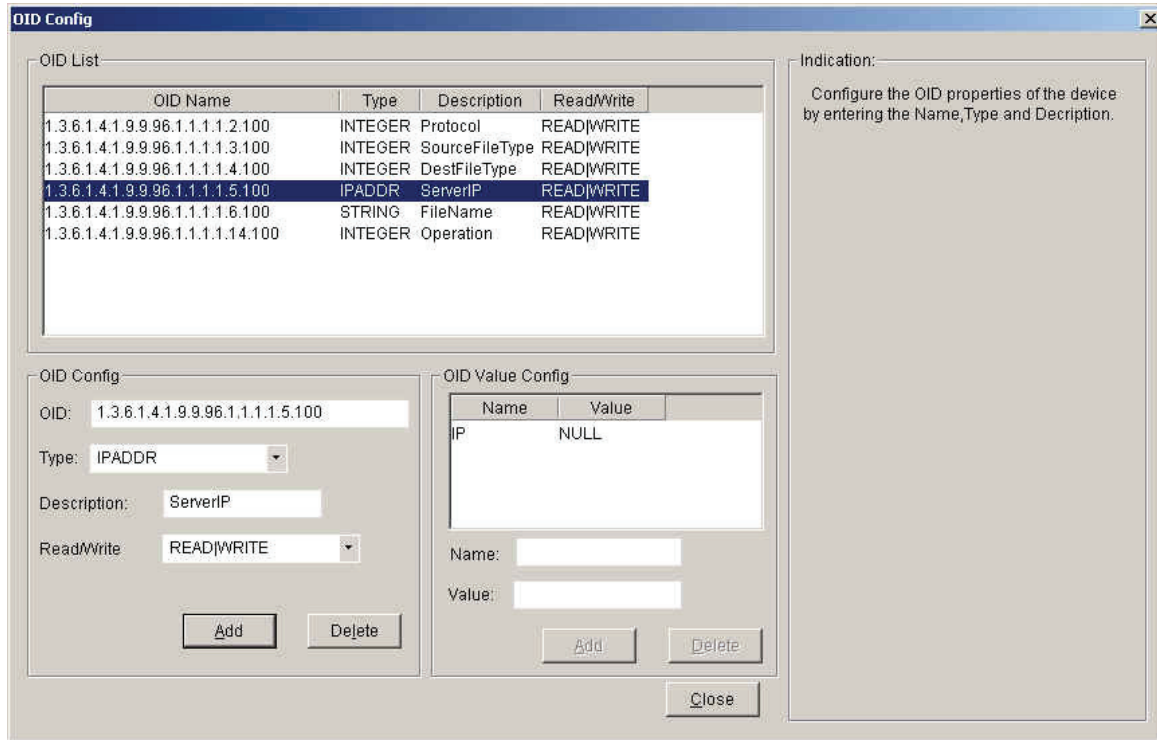 OID Config
OID List
OID Name Type Description Read/Write
1.3.6.1.4.1.9.9.96.1.1.1.1.2.100 INTEGER Protocol READ|WRITE
1.3.6.1.4.1.9.9.96.1.1.1.1.3.100 INTEGER SourceFileType READ|WRITE
1.3.6.1.4.1.9.9.96.1.1.1.1.4.100 INTEGER DestFileType READ|WRITE
1.3.6.1.4.1.9.9.96.1.1.1.1.5.100 IPADDR ServerIP READ|WRITE
1.3.6.1.4.1.9.9.96.1.1.1.1.6.100 STRING FileName READ|WRITE
1.3.6.1.4.1.9.9.96.1.1.1.1.14.100 INTEGER Operation READ|WRITE
Indication:
Configure the OID properties of the device
by entering the Name,Type and Decription.
OID Config
OID: 1.3.6.1.4.1.9.9.96.1.1.1.1.5.100
Type: IPADDR
Description: ServerIP
Read/Write READ|WRITE
Add Delete
OID Value Config
Name Value
IP NULL
Name:
Value:
Add Delete
Close